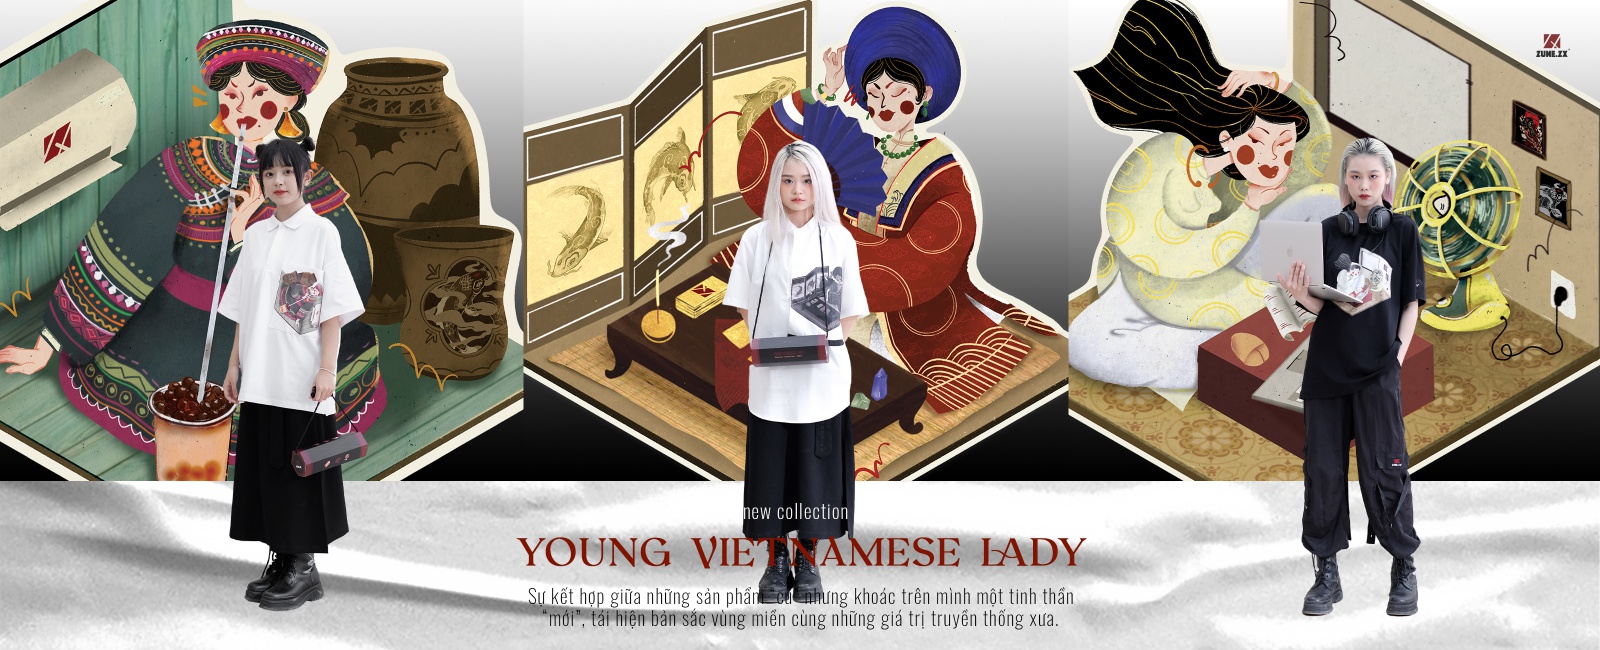 ZUNE.ZX
new collection
YOUNG VIETNAMESE LADY
Sự kết hợp giữa những sản phẩm "cũ" nhưng khoác trên mình một tinh thần
"mới", tái hiện bản sắc vùng miền cùng những giá trị truyền thống xưa.